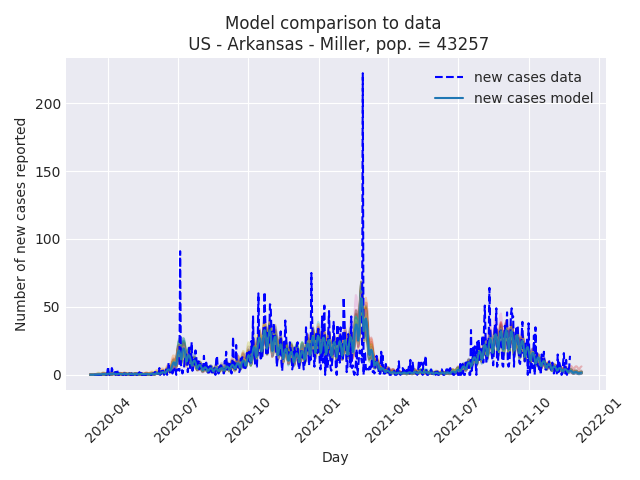 Model comparison to data
US - Arkansas - Miller, pop. = 43257
new cases data
new cases model
Number of new cases reported
200
150
100
50
0
2020-04
2020-07
2020-10
2021-01
2021-04
2021-07
2021-10
2022-01
Day